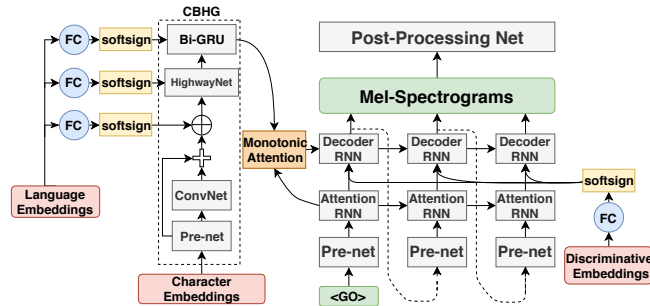 CBHG
FC
softsign
Bi-GRU
Post-Processing Net
FC
softsign
HighwayNet
Mel-Spectrograms
FC
softsign
Monotonic
Attention
Decoder
RNN
Decoder
RNN
Decoder
RNN
Language
Embeddings
ConvNet
Attention
RNN
Attention
RNN
Attention
RNN
softsign
FC
Pre-net
Pre-net
Pre-net
Pre-net
Character
Embeddings
<GO>
Discriminative
Embeddings